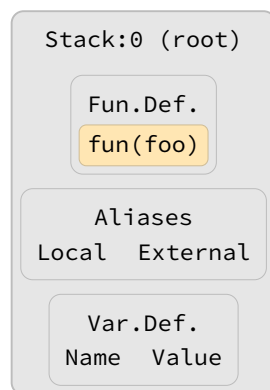 Stack:0 (root)
Fun.Def.
fun(foo)
Aliases
Local External
Var.Def.
Name Value